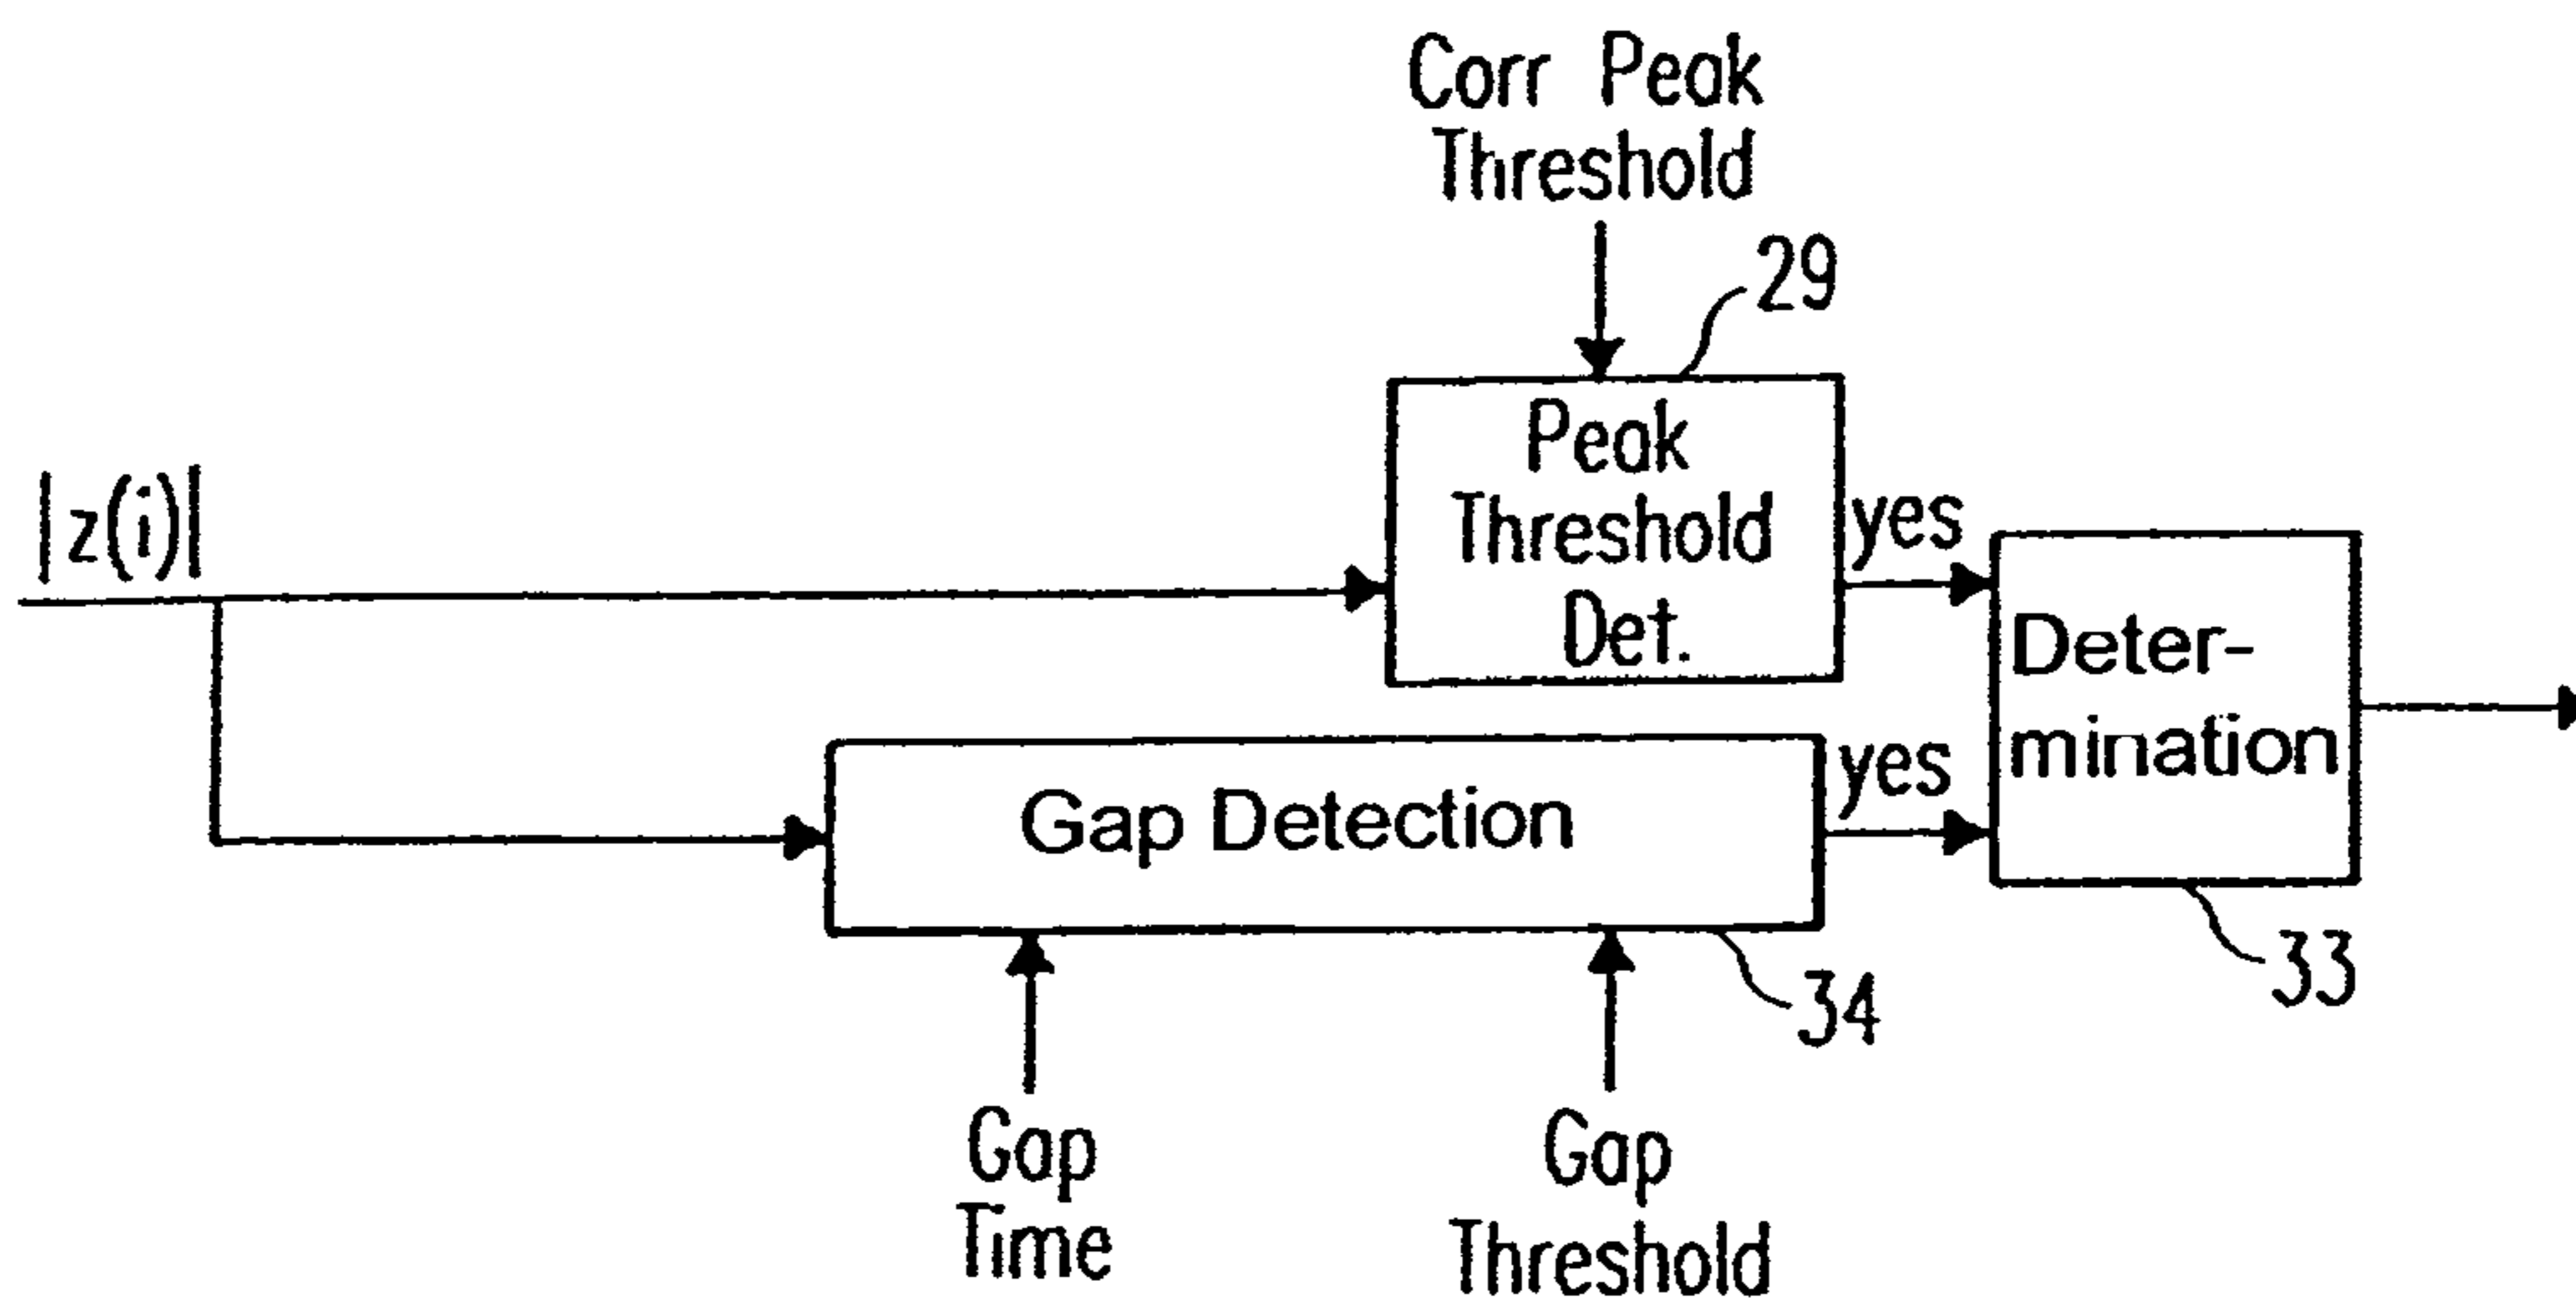 Corr Peak
Threshold
29
|z(i)|
Peak
Threshold
Det.
yes
Deter-
mination
Gap Detection
yes
33
34
Gap
Time
Gap
Threshold